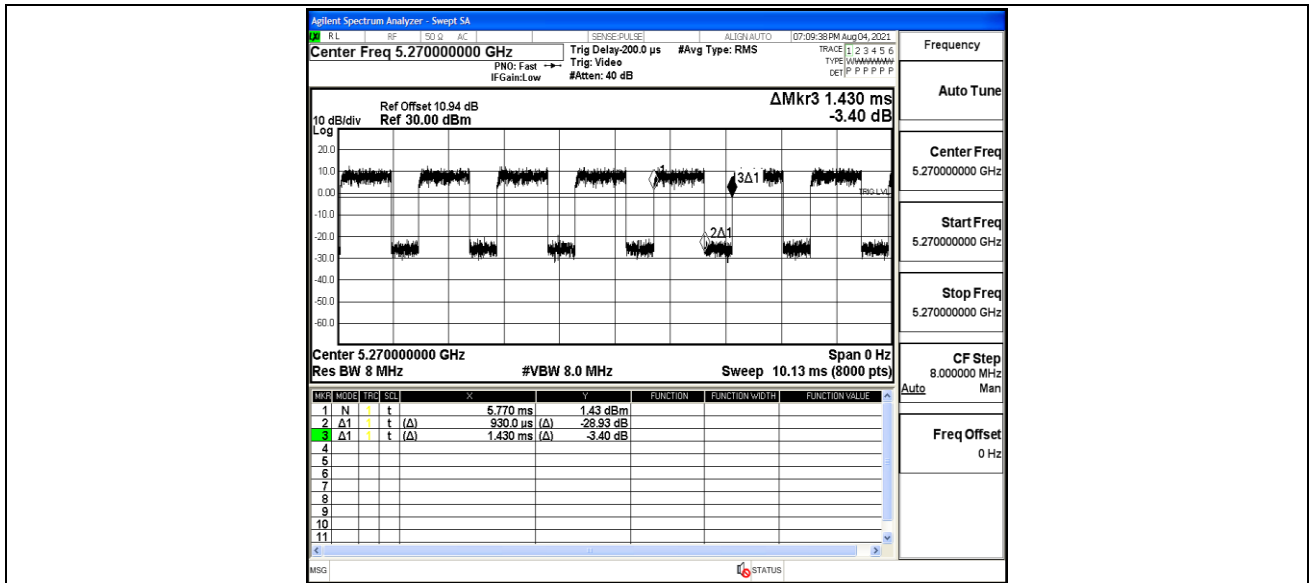 Agilent Spectrum Analyzer - Swept SA
RL RF 50 Ω AC SENSE:PULSE ALIGN AUTO 07:09:38 PM Aug 04, 2021
Center Freq 5.270000000 GHz
PNO: Fast
IFGain:Low
Trig Delay-200.0 µs
Trig: Video
#Atten: 40 dB
#Avg Type: RMS
TRACE 1 2 3 4 5 6
TYPE
DET P P P P P P
Ref Offset 10.94 dB
10 dB/div Ref 30.00 dBm
Log
ΔMkr3 1.430 ms
-3.40 dB
20.0
10.0
0.00
-10.0
-20.0
-30.0
-40.0
-50.0
-60.0
1
3Δ1
TRIG LVL
2Δ1
Center 5.270000000 GHz Span 0 Hz
Res BW 8 MHz #VBW 8.0 MHz Sweep 10.13 ms (8000 pts)
MKR MODE TRC SCL X Y FUNCTION FUNCTION WIDTH FUNCTION VALUE
1 N 1 t 5.770 ms 1.43 dBm
2 Δ1 1 t (Δ) 930.0 µs (Δ) -28.93 dB
3 Δ1 1 t (Δ) 1.430 ms (Δ) -3.40 dB
4
5
6
7
8
9
10
11
MSG STATUS
Frequency
Auto Tune
Center Freq
5.270000000 GHz
Start Freq
5.270000000 GHz
Stop Freq
5.270000000 GHz
CF Step
8.000000 MHz
Auto Man
Freq Offset
0 Hz